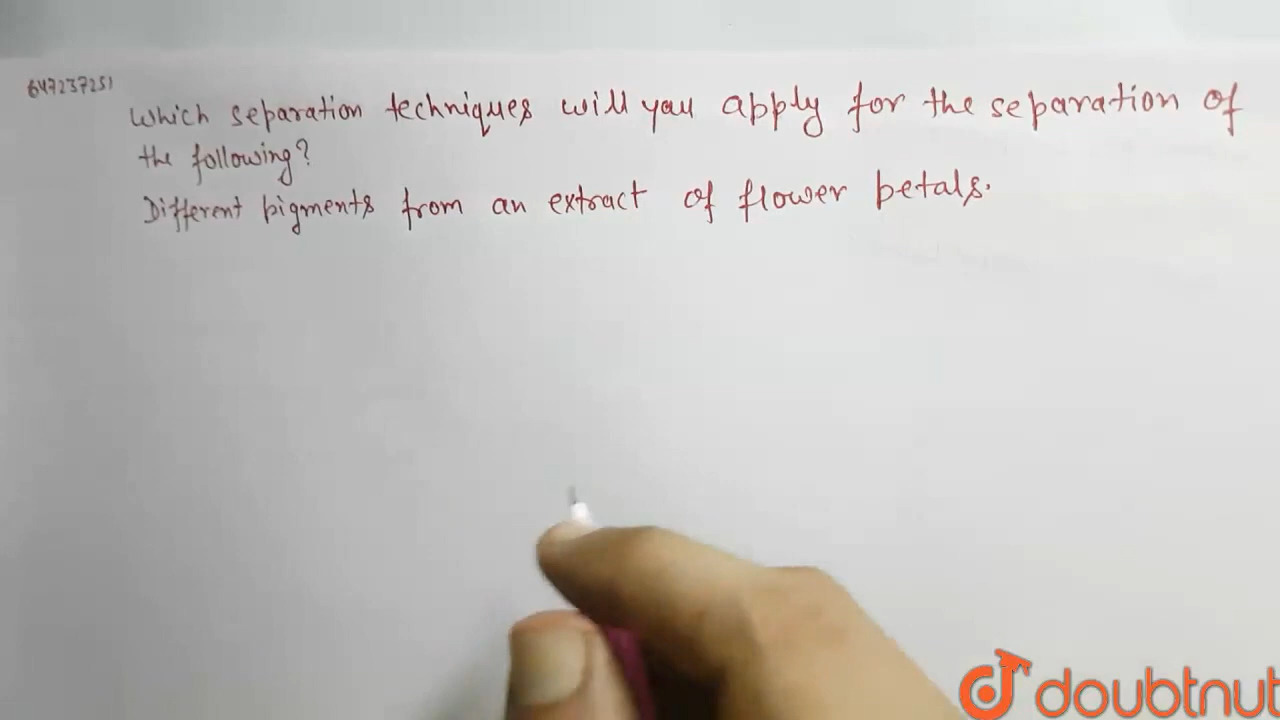 647237251
Which separation techniques will you apply for the separation of
the following?
Different pigments from an extract of flower petals.
doubtnut